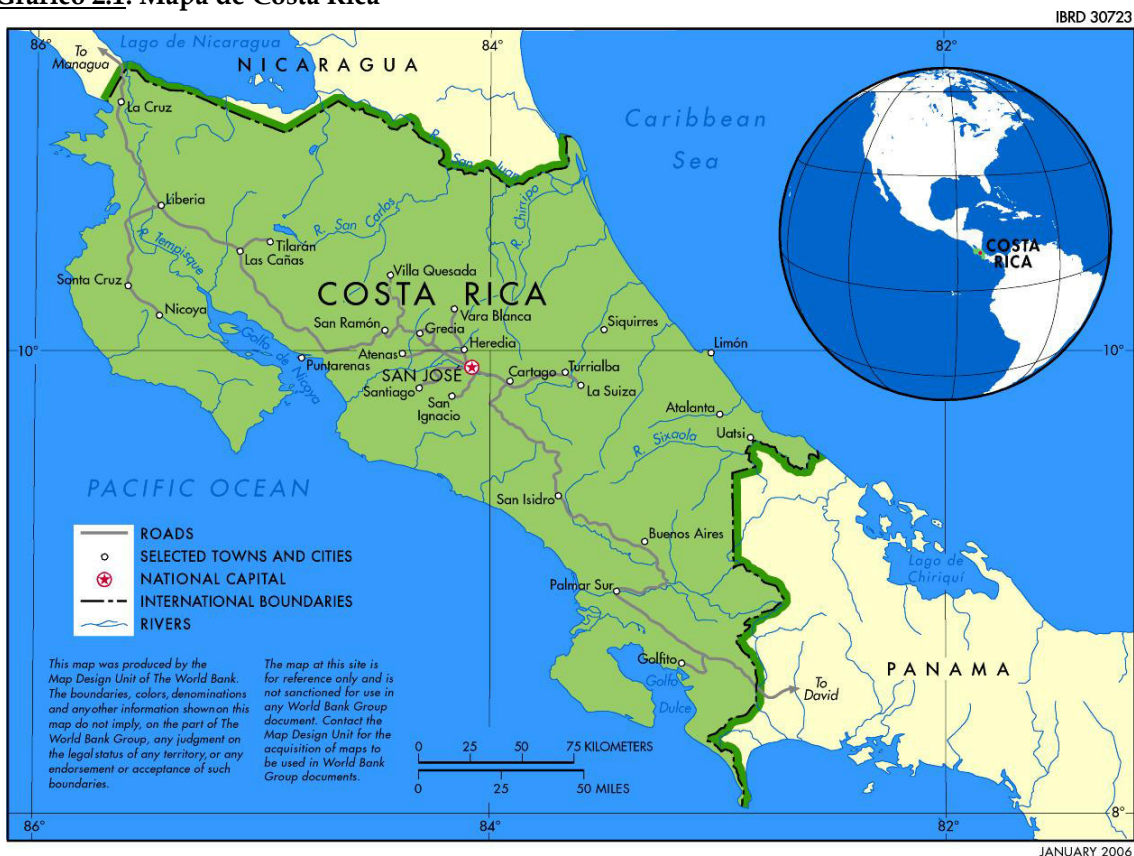 Gráfico 2.1: Mapa de Costa Rica
IBRD 30723
86°
84°
82°
To
Managua
Lago de Nicaragua
NICARAGUA
La Cruz
Caribbean
Sea
R. San Juan
Liberia
R. San Carlos
R. Chirripo
R. Tempisque
Tilarán
Las Cañas
COSTA
RICA
Santa Cruz
Villa Quesada
COSTA RICA
Nicoya
Vara Blanca
San Ramón
Grecia
Siquirres
Golfo de Nicoya
Heredia
Limón
10°
10°
Atenas
Puntarenas
SAN JOSÉ
Cartago
Turrialba
Santiago
La Suiza
San
Ignacio
Atalanta
Uatsi
R. Sixaola
PACIFIC OCEAN
San Isidro
ROADS
SELECTED TOWNS AND CITIES
NATIONAL CAPITAL
INTERNATIONAL BOUNDARIES
RIVERS
Buenos Aires
Lago de
Chiriquí
Palmar Sur
Golfito
Golfo
Dulce
PANAMA
To
David
This map was produced by the
Map Design Unit of The World Bank.
The boundaries, colors, denominations
and any other information shown on this
map do not imply, on the part of The
World Bank Group, any judgment on
the legal status of any territory, or any
endorsement or acceptance of such
boundaries.
The map at this site is
for reference only and is
not sanctioned for use in
any World Bank Group
document. Contact the
Map Design Unit for the
acquisition of maps to
be used in World Bank
Group documents.
0 25 50 75 KILOMETERS
0 25 50 MILES
8°
86°
84°
82°
JANUARY 2006